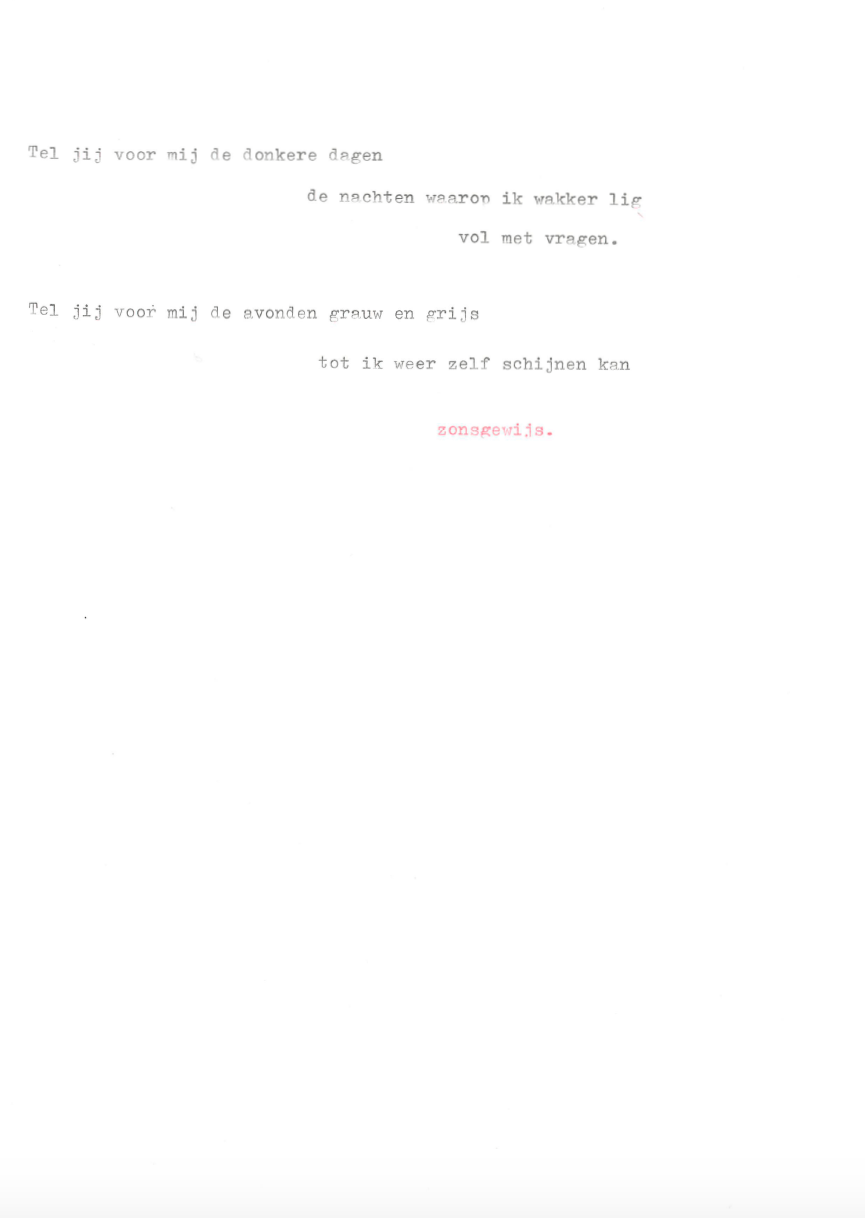 Tel jij voor mij de donkere dagen
de nachten waarop ik wakker lig
vol met vragen.
Tel jij voor mij de avonden grauw en grijs
tot ik weer zelf schijnen kan
zonsgewijs.